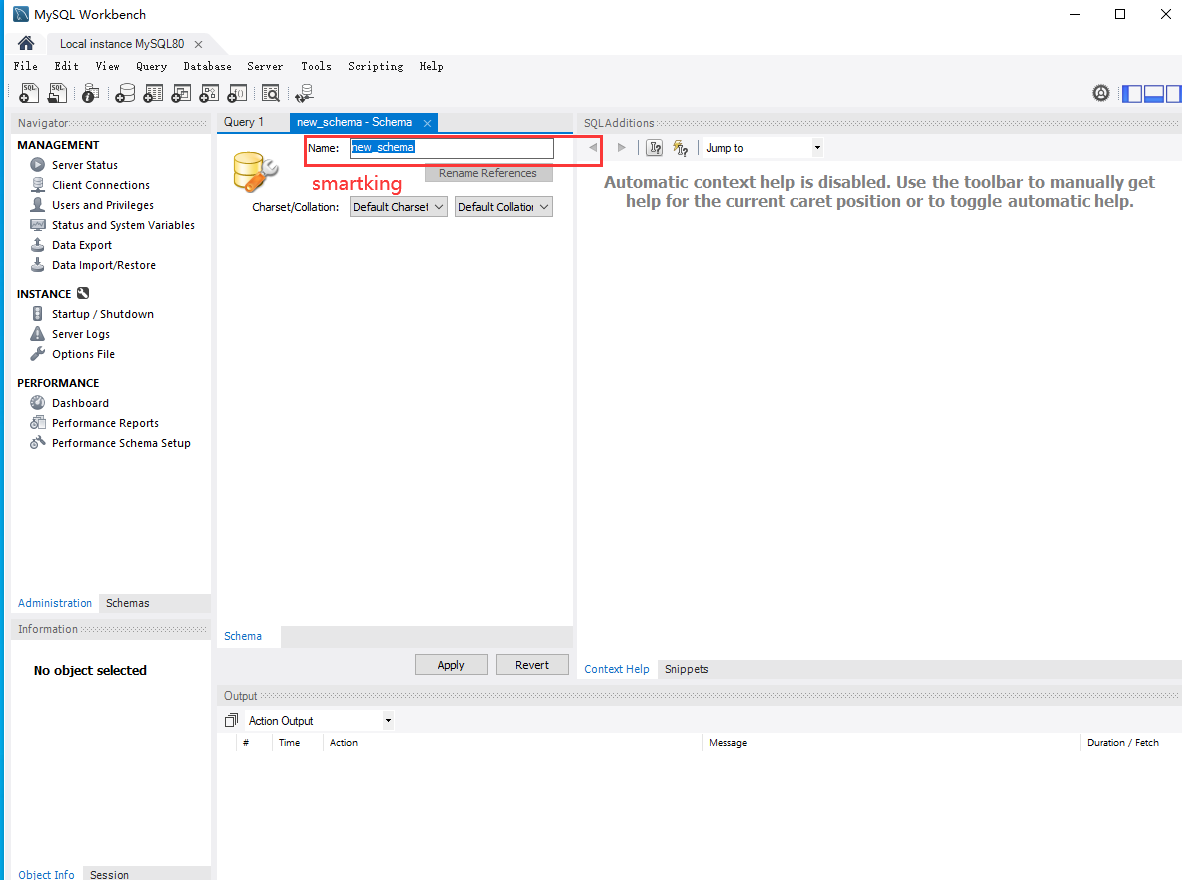 MySQL Workbench
Local instance MySQL80
File Edit View Query Database Server Tools Scripting Help
Navigator
MANAGEMENT
Server Status
Client Connections
Users and Privileges
Status and System Variables
Data Export
Data Import/Restore
INSTANCE
Startup / Shutdown
Server Logs
Options File
PERFORMANCE
Dashboard
Performance Reports
Performance Schema Setup
Administration Schemas
Information
No object selected
Object Info Session
Query 1 new_schema - Schema
Name: new_schema
smartking
Rename References
Charset/Collation: Default Charset Default Collation
Schema
Apply Revert
SQLAdditions
Jump to
Automatic context help is disabled. Use the toolbar to manually get
help for the current caret position or to toggle automatic help.
Context Help Snippets
Output
Action Output
# Time Action Message Duration / Fetch